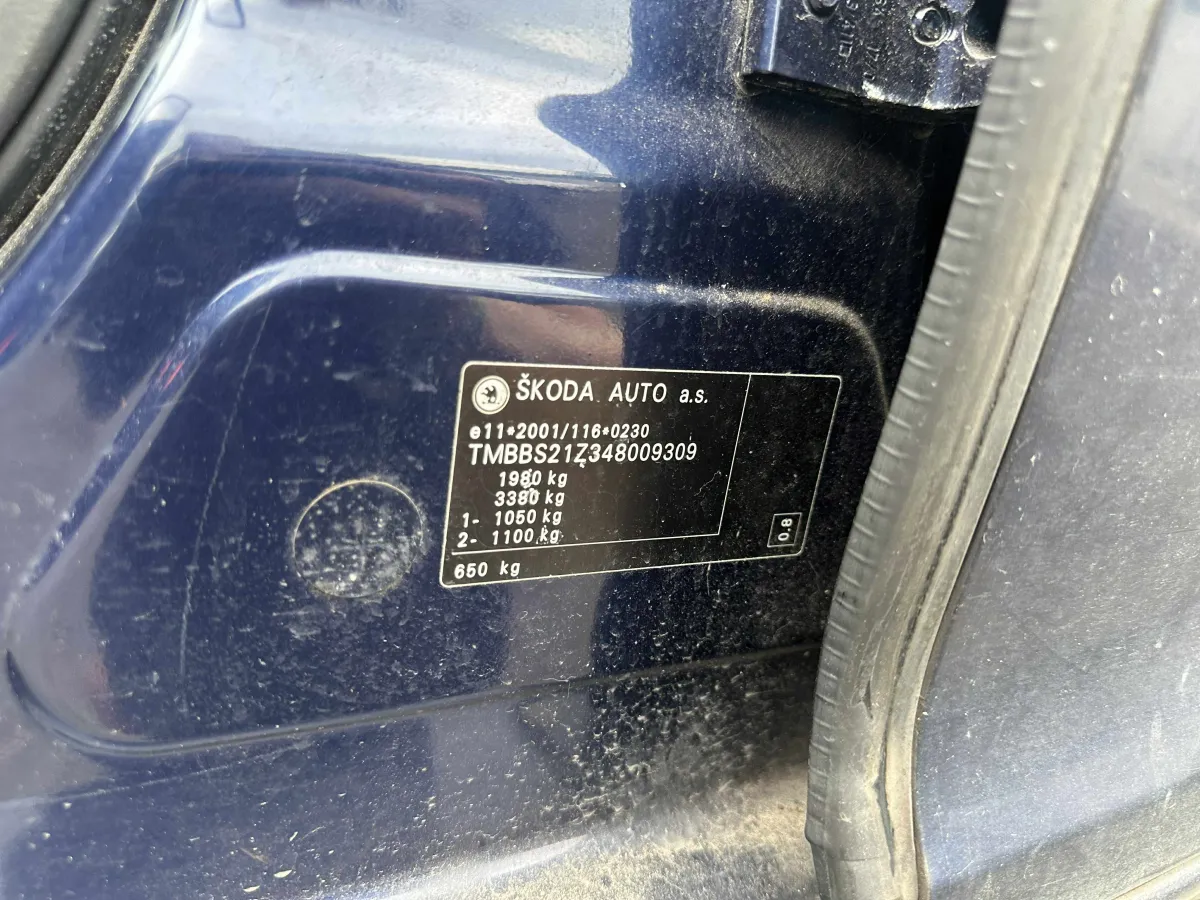 ŠKODA AUTO a.s.
e11*2001/116*0230
TMBBS21Z348009309
1980 kg
3380 kg
1- 1050 kg
2- 1100 kg
650 kg
0.8